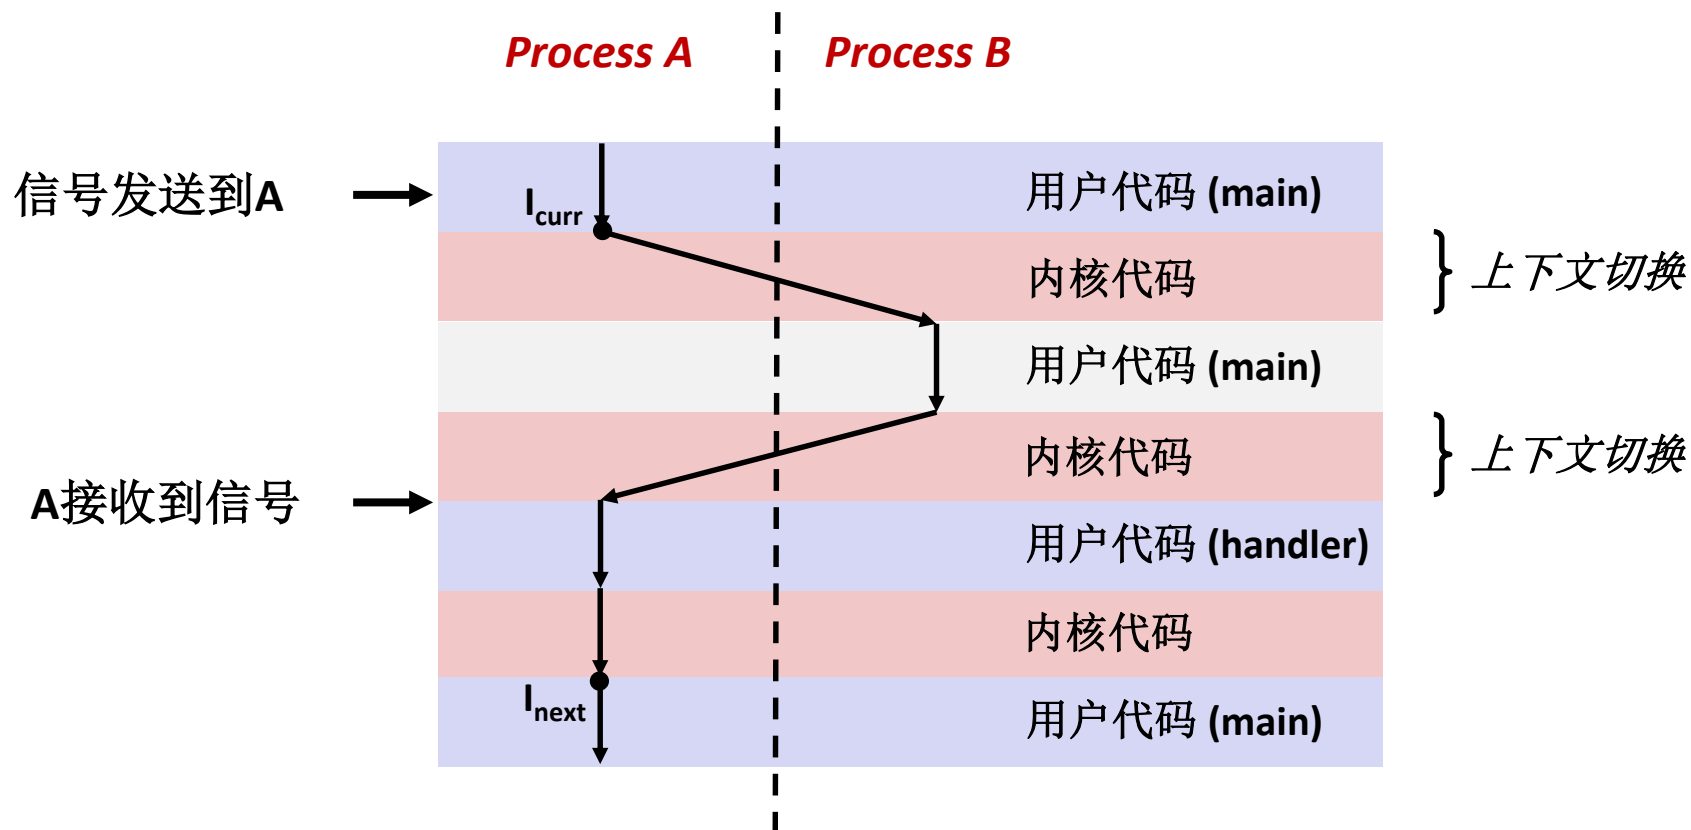 Process A
Process B
信号发送到A
I curr
用户代码 (main)
内核代码
上下文切换
用户代码 (main)
内核代码
上下文切换
A接收到信号
用户代码 (handler)
内核代码
I next
用户代码 (main)